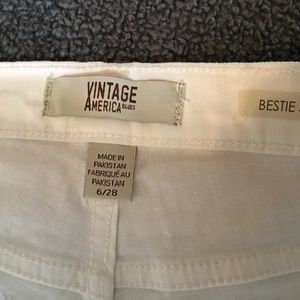 VINTAGE
AMERICA BLUES
BESTIE
MADE IN
PAKISTAN
FABRIQUÉ AU
PAKISTAN
6/28